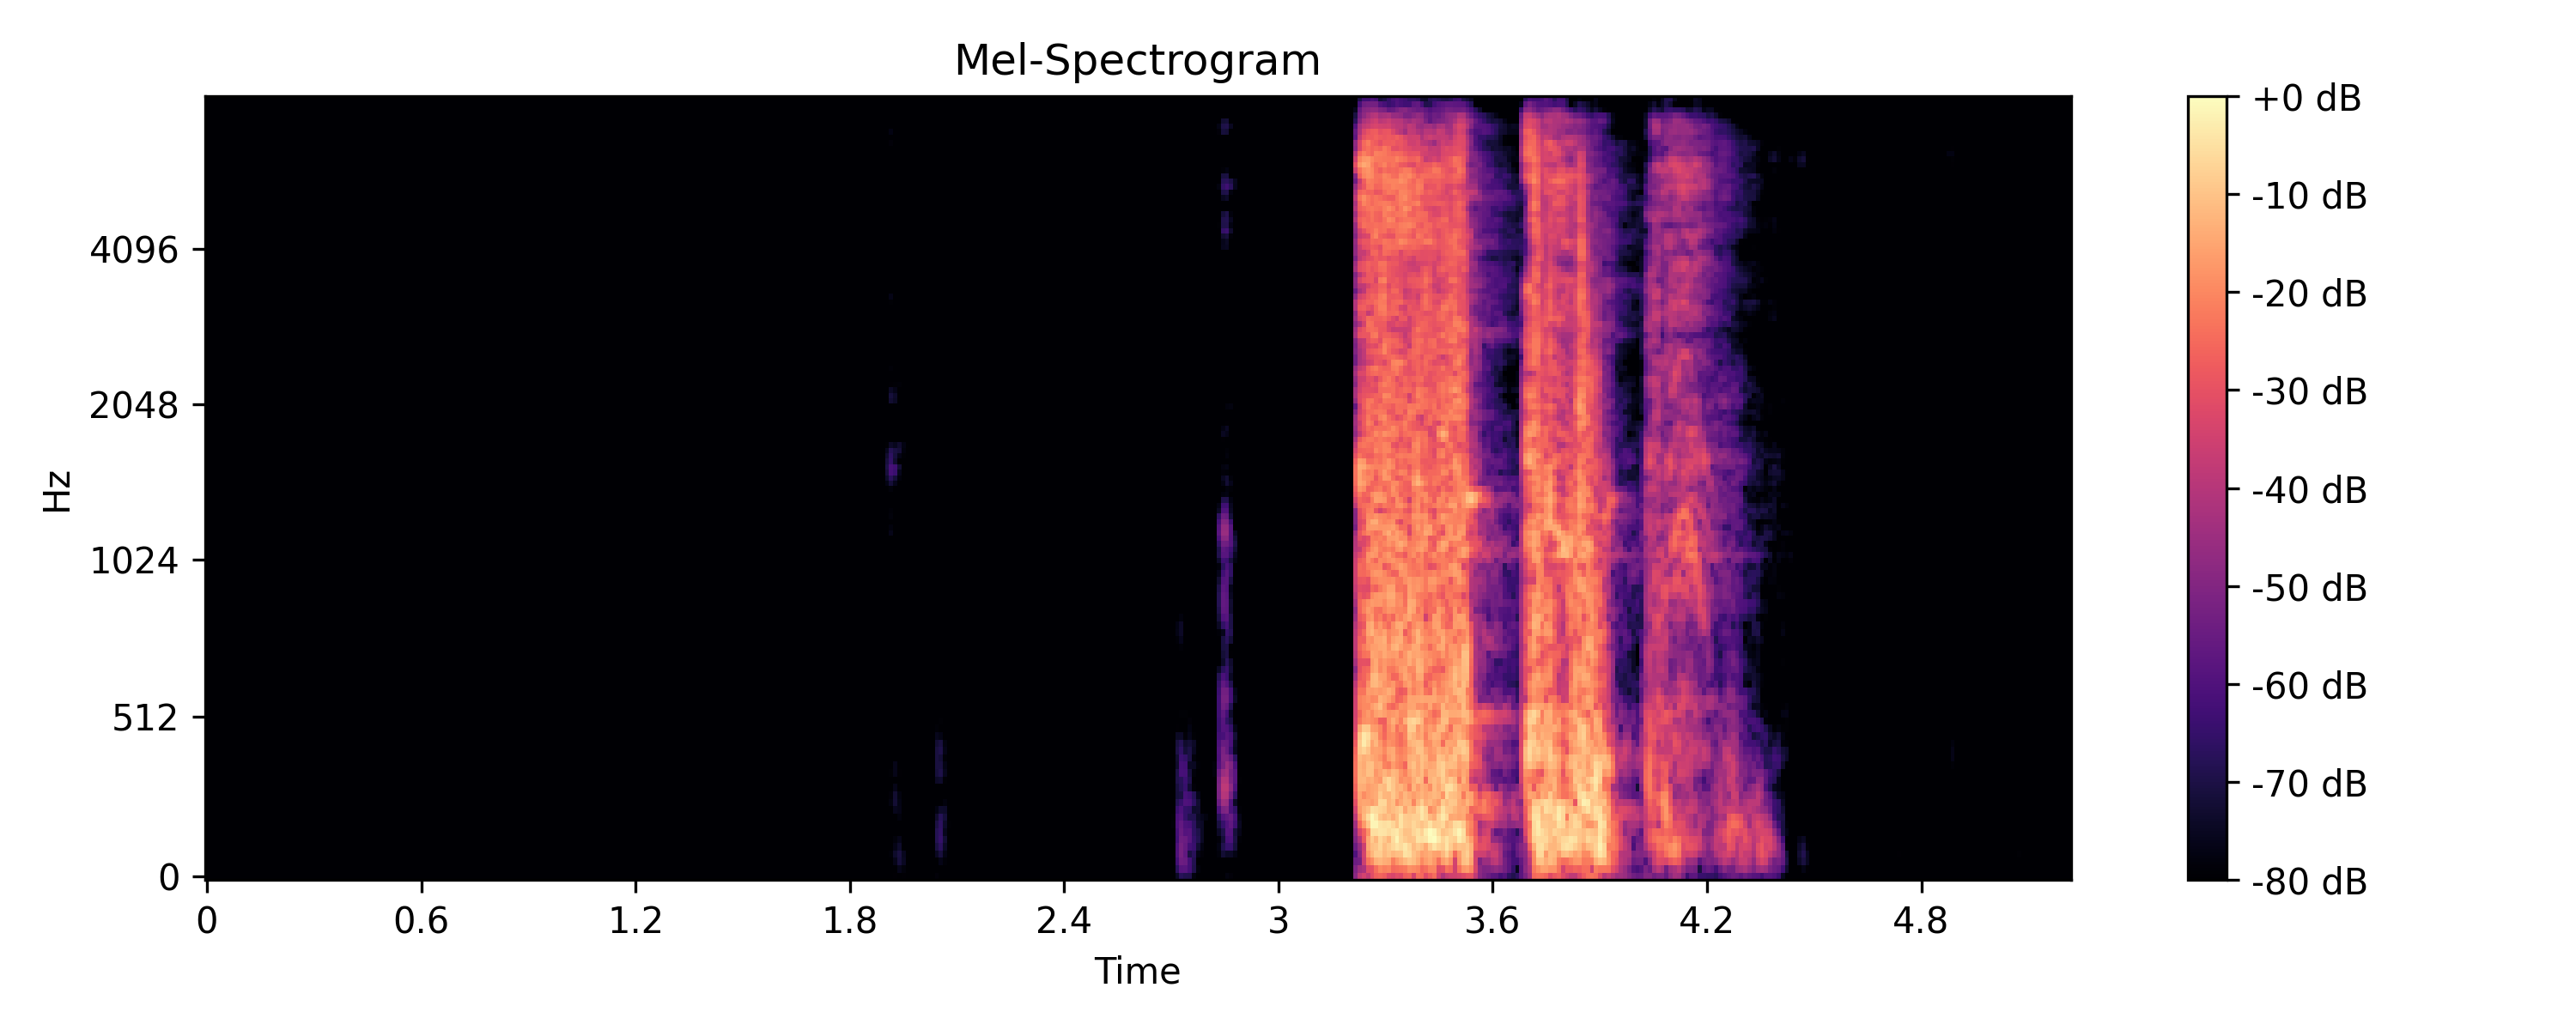 Mel-Spectrogram
+0 dB
-10 dB
-20 dB
-30 dB
-40 dB
-50 dB
-60 dB
-70 dB
-80 dB
Hz
4096
2048
1024
512
0
0 0.6 1.2 1.8 2.4 3 3.6 4.2 4.8
Time